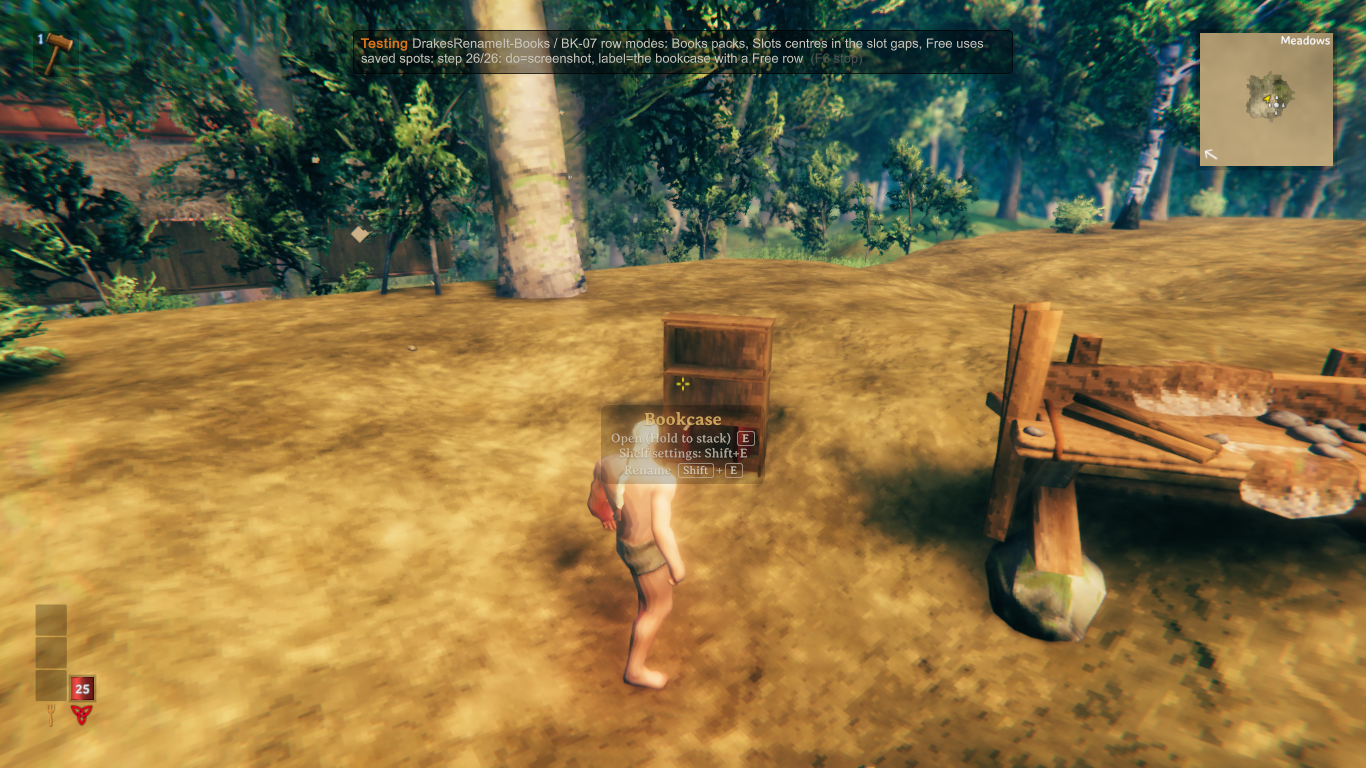 1
Testing DrakesRenameIt-Books / BK-07 row modes: Books packs, Slots centres in the slot gaps, Free uses
saved spots: step 26/26: do=screenshot, label=the bookcase with a Free row (F6 stop)
Meadows
Bookcase
Open (Hold to stack) E
Shelf settings: Shift+E
Rename Shift + E
25